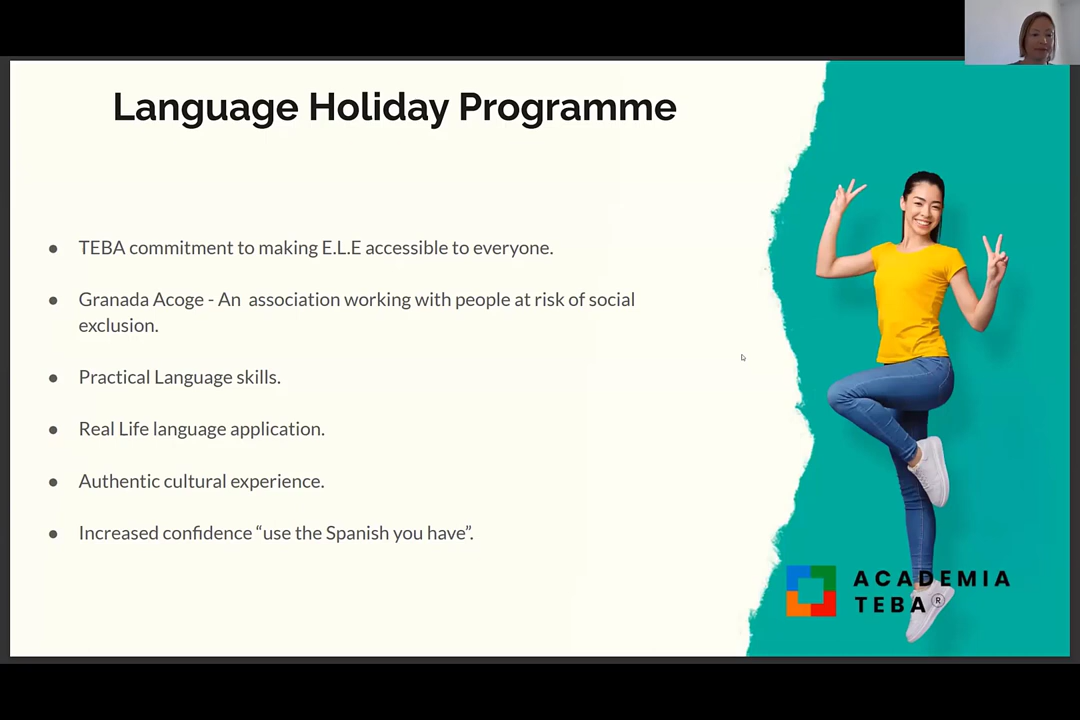 Language Holiday Programme
● TEBA commitment to making E.L.E accessible to everyone.
● Granada Acoge - An association working with people at risk of social
exclusion.
● Practical Language skills.
● Real Life language application.
● Authentic cultural experience.
● Increased confidence “use the Spanish you have”.
ACADEMIA
TEBA®